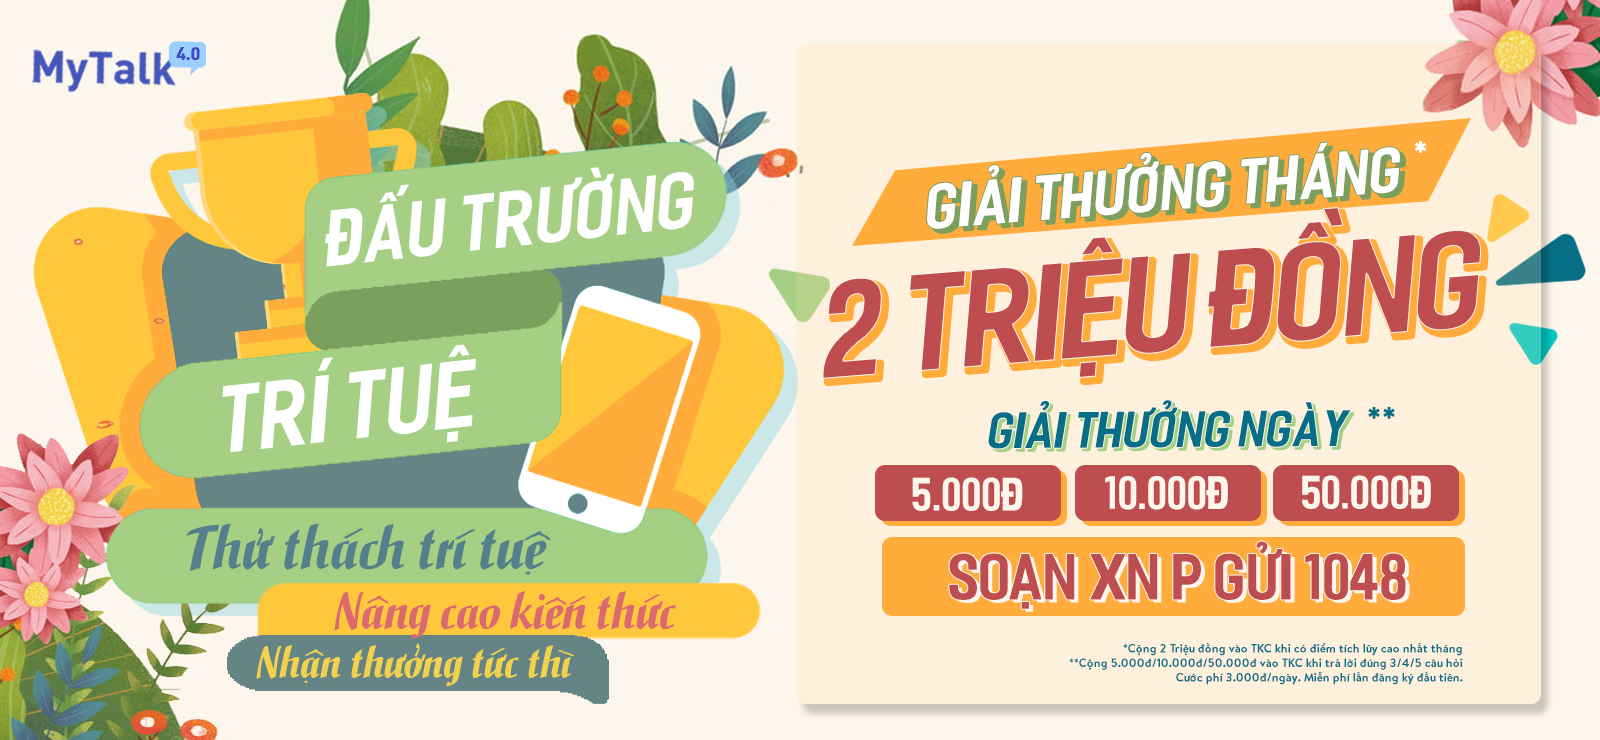 MyTalk 4.0
ĐẤU TRƯỜNG
TRÍ TUỆ
Thử thách trí tuệ
Nâng cao kiến thức
Nhận thưởng tức thì
GIẢI THƯỞNG THÁNG*
2 TRIỆU ĐỒNG
GIẢI THƯỞNG NGÀY **
5.000Đ 10.000Đ 50.000Đ
SOẠN XN P GỬI 1048
*Cộng 2 Triệu đồng vào TKC khi có điểm tích lũy cao nhất tháng
**Cộng 5.000đ/10.000đ/50.000đ vào TKC khi trả lời đúng 3/4/5 câu hỏi
Cước phí 3.000đ/ngày. Miễn phí lần đăng ký đầu tiên.